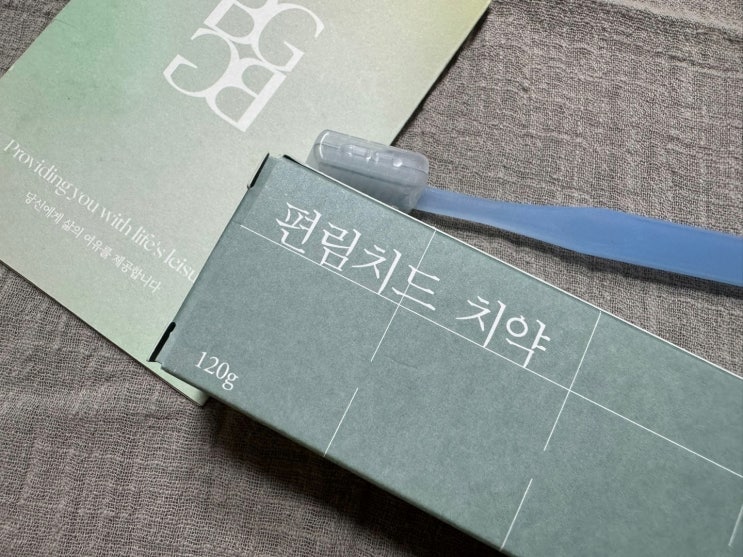 BG
BG
Providing you with life's leisu
당신에게 삶의 여유를 제공합니다
편림치드 치약
120g